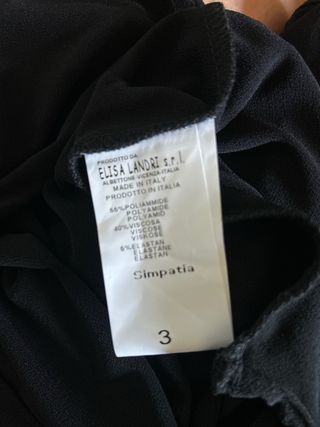 PRODOTTO DA
ELISA LANDRI s.r.l.
ALBETTONE VICENZA-ITALIA
MADE IN ITALY
PRODOTTO IN ITALIA
55%POLIAMMIDE
POLYAMIDE
POLYAMID
40%VISCOSA
VISCOSE
VISKOSE
5%ELASTAN
ELASTANE
ELASTAN
Simpatia
3